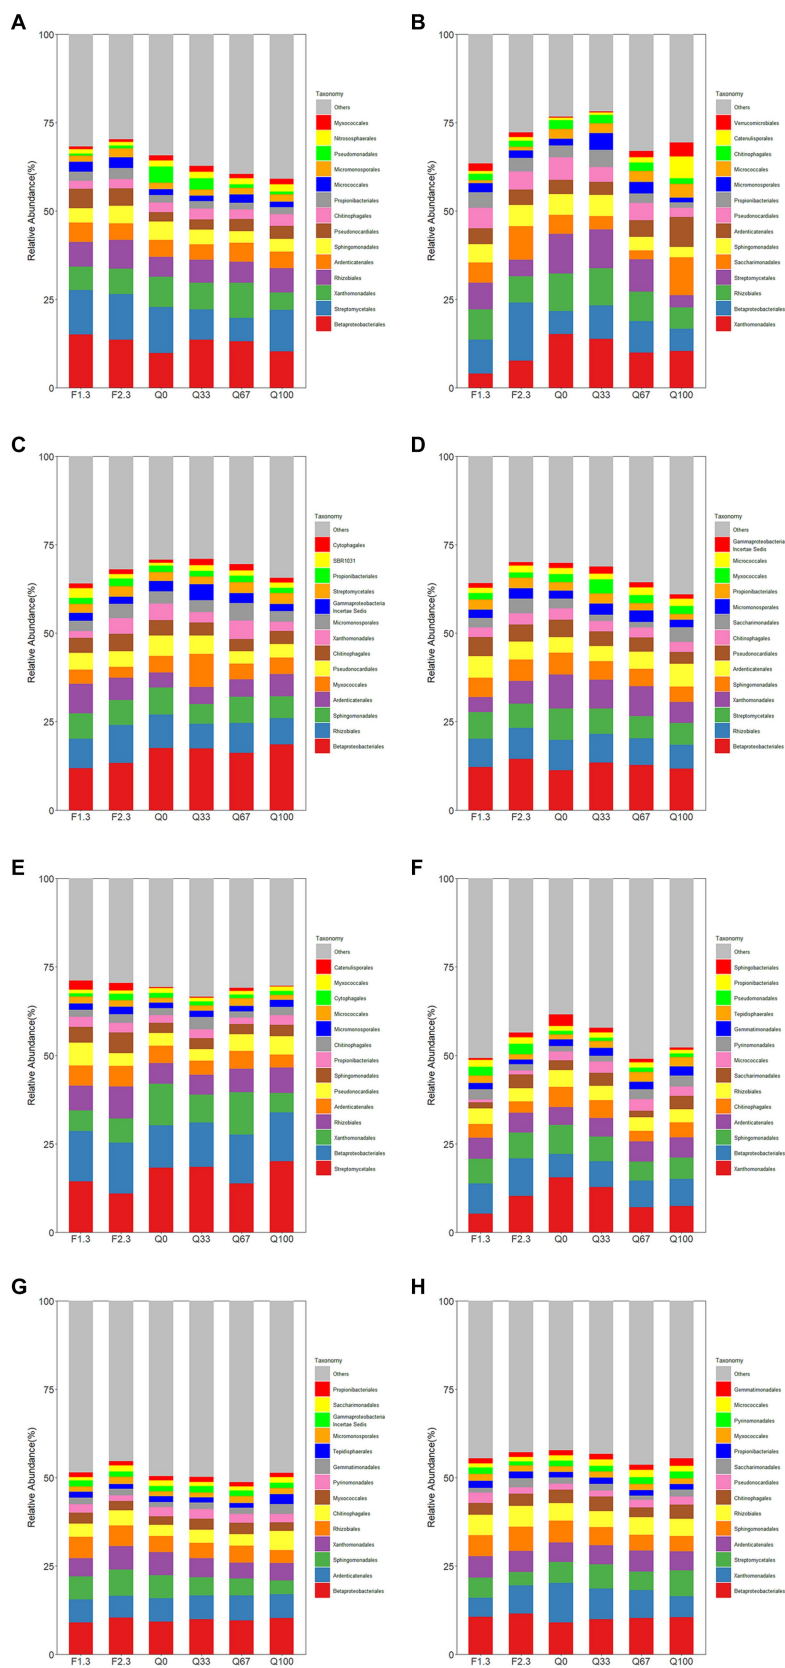 A
Relative Abundance(%)
100
75
50
25
0
F1.3 F2.3 Q0 Q33 Q67 Q100
Taxonomy
Others
Myxococcales
Nitrososphaerales
Pseudomonadales
Micromonosporales
Micrococcales
Propionibacteriales
Chitinophagales
Pseudonocardiales
Sphingomonadales
Ardenticatenales
Rhizobiales
Xanthomonadales
Streptomycetales
Betaproteobacteriales
B
Relative Abundance(%)
100
75
50
25
0
F1.3 F2.3 Q0 Q33 Q67 Q100
Taxonomy
Others
Verrucomicrobiales
Catenulisporales
Chitinophagales
Micrococcales
Micromonosporales
Propionibacteriales
Pseudonocardiales
Ardenticatenales
Sphingomonadales
Saccharimonadales
Streptomycetales
Rhizobiales
Betaproteobacteriales
Xanthomonadales
C
Relative Abundance(%)
100
75
50
25
0
F1.3 F2.3 Q0 Q33 Q67 Q100
Taxonomy
Others
Cytophagales
SBR1031
Propionibacteriales
Streptomycetales
Gammaproteobacteria
Incertae Sedis
Micromonosporales
Xanthomonadales
Chitinophagales
Pseudonocardiales
Myxococcales
Ardenticatenales
Sphingomonadales
Rhizobiales
Betaproteobacteriales
D
Relative Abundance(%)
100
75
50
25
0
F1.3 F2.3 Q0 Q33 Q67 Q100
Taxonomy
Others
Gammaproteobacteria
Incertae Sedis
Micrococcales
Myxococcales
Propionibacteriales
Micromonosporales
Saccharimonadales
Chitinophagales
Pseudonocardiales
Ardenticatenales
Sphingomonadales
Xanthomonadales
Streptomycetales
Rhizobiales
Betaproteobacteriales
E
Relative Abundance(%)
100
75
50
25
0
F1.3 F2.3 Q0 Q33 Q67 Q100
Taxonomy
Others
Catenulisporales
Myxococcales
Cytophagales
Micrococcales
Micromonosporales
Chitinophagales
Propionibacteriales
Sphingomonadales
Pseudonocardiales
Ardenticatenales
Rhizobiales
Xanthomonadales
Betaproteobacteriales
Streptomycetales
F
Relative Abundance(%)
100
75
50
25
0
F1.3 F2.3 Q0 Q33 Q67 Q100
Taxonomy
Others
Sphingobacteriales
Propionibacteriales
Pseudomonadales
Tepidisphaerales
Gemmatimonadales
Pyrinomonadales
Micrococcales
Saccharimonadales
Rhizobiales
Chitinophagales
Ardenticatenales
Sphingomonadales
Betaproteobacteriales
Xanthomonadales
G
Relative Abundance(%)
100
75
50
25
0
F1.3 F2.3 Q0 Q33 Q67 Q100
Taxonomy
Others
Propionibacteriales
Saccharimonadales
Gammaproteobacteria
Incertae Sedis
Micromonosporales
Tepidisphaerales
Gemmatimonadales
Pyrinomonadales
Myxococcales
Chitinophagales
Rhizobiales
Xanthomonadales
Sphingomonadales
Ardenticatenales
Betaproteobacteriales
H
Relative Abundance(%)
100
75
50
25
0
F1.3 F2.3 Q0 Q33 Q67 Q100
Taxonomy
Others
Gemmatimonadales
Micrococcales
Pyrinomonadales
Myxococcales
Propionibacteriales
Saccharimonadales
Pseudonocardiales
Chitinophagales
Rhizobiales
Sphingomonadales
Ardenticatenales
Streptomycetales
Xanthomonadales
Betaproteobacteriales